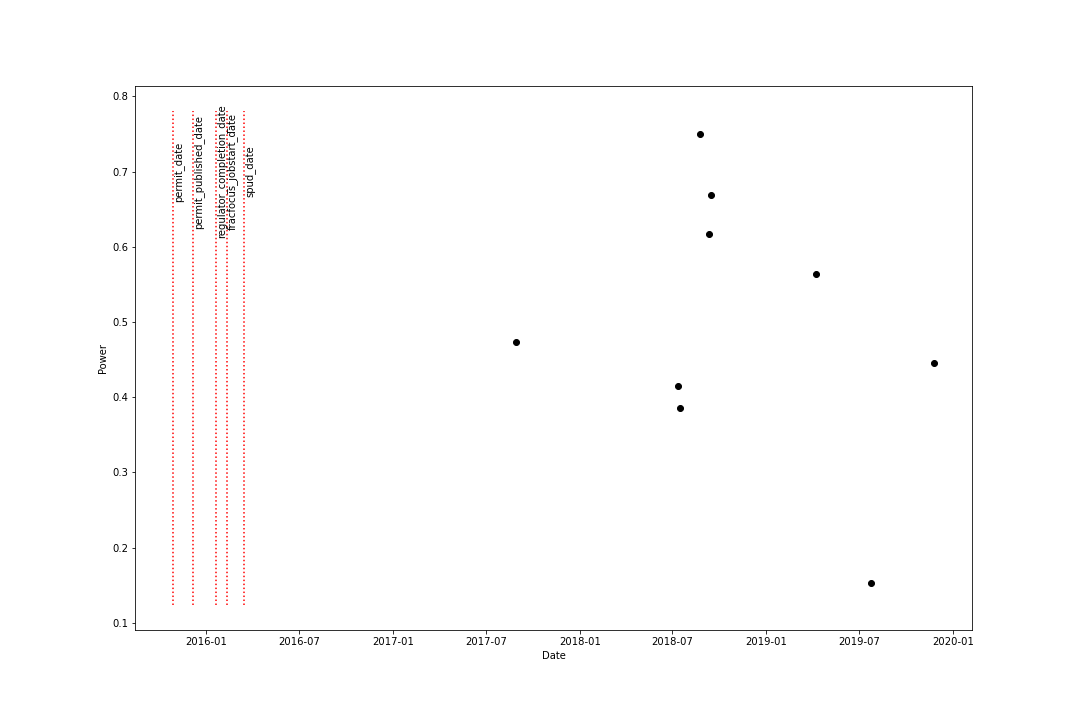 0.8
0.7
0.6
0.5
0.4
0.3
0.2
0.1
Power
permit_date
permit_published_date
regulator_completion_date
fracfocus_jobstart_date
spud_date
2016-01
2016-07
2017-01
2017-07
2018-01
2018-07
2019-01
2019-07
2020-01
Date